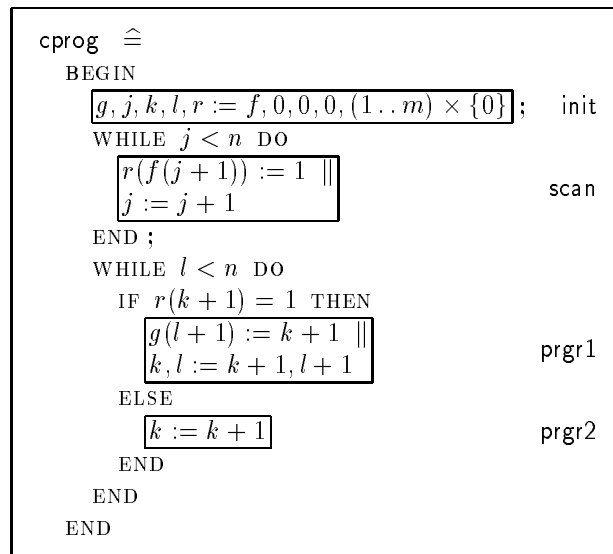 cprog ≙
BEGIN
g, j, k, l, r := f, 0, 0, 0, (1 .. m) × {0} ; init
WHILE j < n DO
r(f(j + 1)) := 1 ||
j := j + 1
scan
END ;
WHILE l < n DO
IF r(k + 1) = 1 THEN
g(l + 1) := k + 1 ||
k, l := k + 1, l + 1
prgr1
ELSE
k := k + 1 prgr2
END
END
END